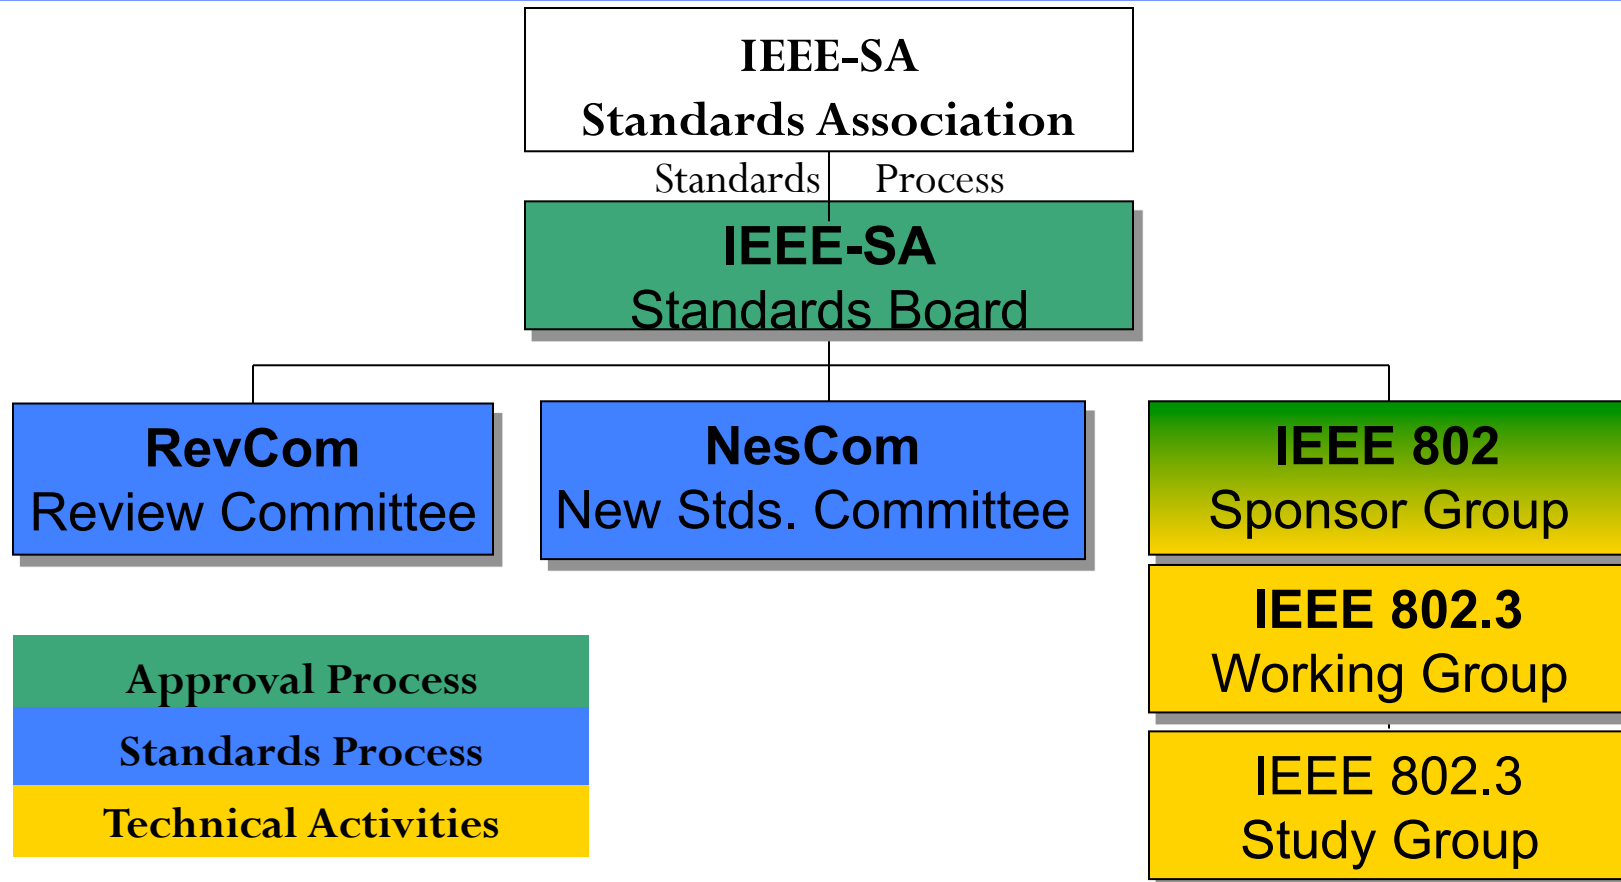 IEEE-SA
Standards Association
Standards Process
IEEE-SA
Standards Board
RevCom
Review Committee
NesCom
New Stds. Committee
IEEE 802
Sponsor Group
IEEE 802.3
Working Group
IEEE 802.3
Study Group
Approval Process
Standards Process
Technical Activities